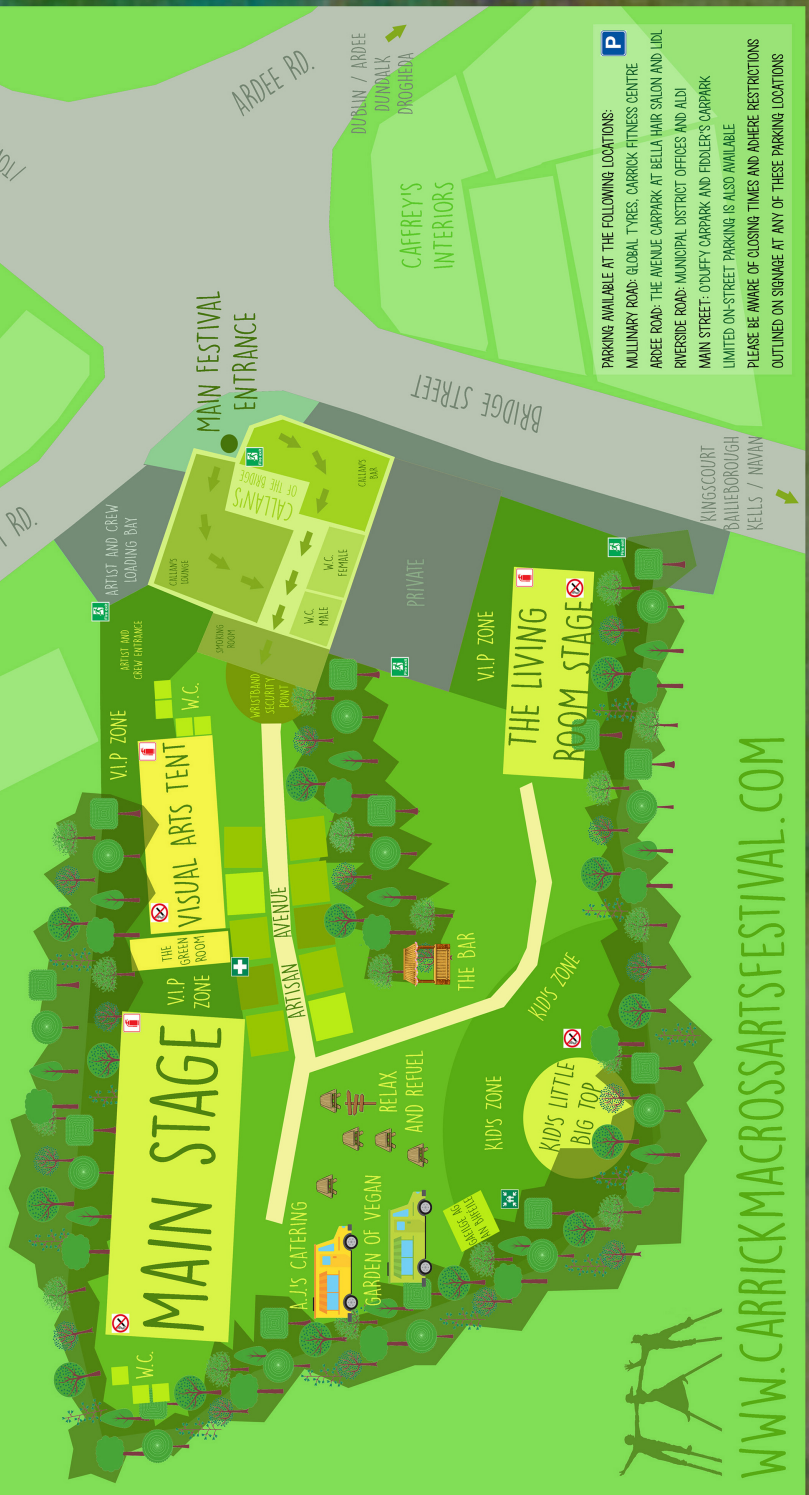 MAIN STAGE
W.C.
V.I.P
ZONE
THE
GREEN
ROOM
VISUAL ARTS TENT
V.I.P ZONE
W.C.
ARTIST AND
CREW ENTRANCE
ARTIST AND CREW
LOADING BAY
RD.
ARTISAN AVENUE
WRISTBAND
SECURITY
POINT
SMOKING
ROOM
CALLAN'S
LOUNGE
CALLAN'S
OF THE BRIDGE
W.C.
MALE
W.C.
FEMALE
CALLAN'S
BAR
MAIN FESTIVAL
ENTRANCE
ARDEE RD.
DUBLIN / ARDEE
DUNDALK
DROGHEDA
CAFFREY'S
INTERIORS
BRIDGE STREET
PRIVATE
A.J.'S CATERING
GARDEN OF VEGAN
RELAX
AND REFUEL
THE BAR
GAEILGE AG
AN BHFÉILE
KID'S ZONE
KID'S ZONE
KID'S LITTLE
BIG TOP
V.I.P ZONE
THE LIVING
ROOM STAGE
KINGSCOURT
BAILIEBOROUGH
KELLS / NAVAN
PARKING AVAILABLE AT THE FOLLOWING LOCATIONS:
P
MULLINARY ROAD: GLOBAL TYRES, CARRICK FITNESS CENTRE
ARDEE ROAD: THE AVENUE CARPARK AT BELLA HAIR SALON AND LIDL
RIVERSIDE ROAD: MUNICIPAL DISTRICT OFFICES AND ALDI
MAIN STREET: O'DUFFY CARPARK AND FIDDLER'S CARPARK
LIMITED ON-STREET PARKING IS ALSO AVAILABLE
PLEASE BE AWARE OF CLOSING TIMES AND ADHERE RESTRICTIONS
OUTLINED ON SIGNAGE AT ANY OF THESE PARKING LOCATIONS
WWW.CARRICKMACROSSARTSFESTIVAL.COM